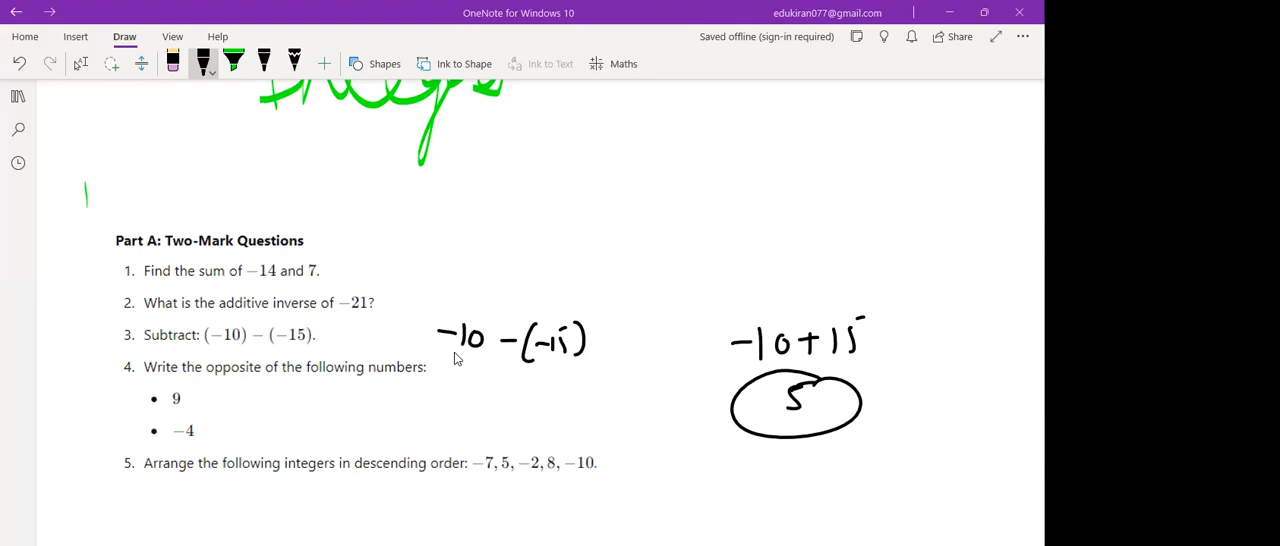 OneNote for Windows 10
edukiran077@gmail.com
Home Insert Draw View Help
Saved offline (sign-in required)
Share
Shapes
Ink to Shape
Ink to Text
Maths
Integers
Part A: Two-Mark Questions
1. Find the sum of −14 and 7.
2. What is the additive inverse of −21?
3. Subtract: (−10) − (−15).
-10 -(-15)
-10+15
5
4. Write the opposite of the following numbers:
• 9
• −4
5. Arrange the following integers in descending order: −7, 5, −2, 8, −10.